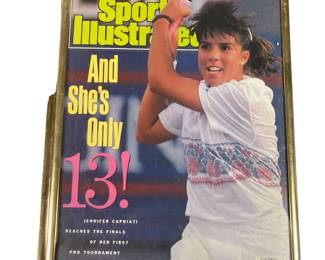 Sports
Illustrated
And
She's
Only
13!
JENNIFER CAPRIATI
REACHES THE FINALS
OF HER FIRST
PRO TOURNAMENT